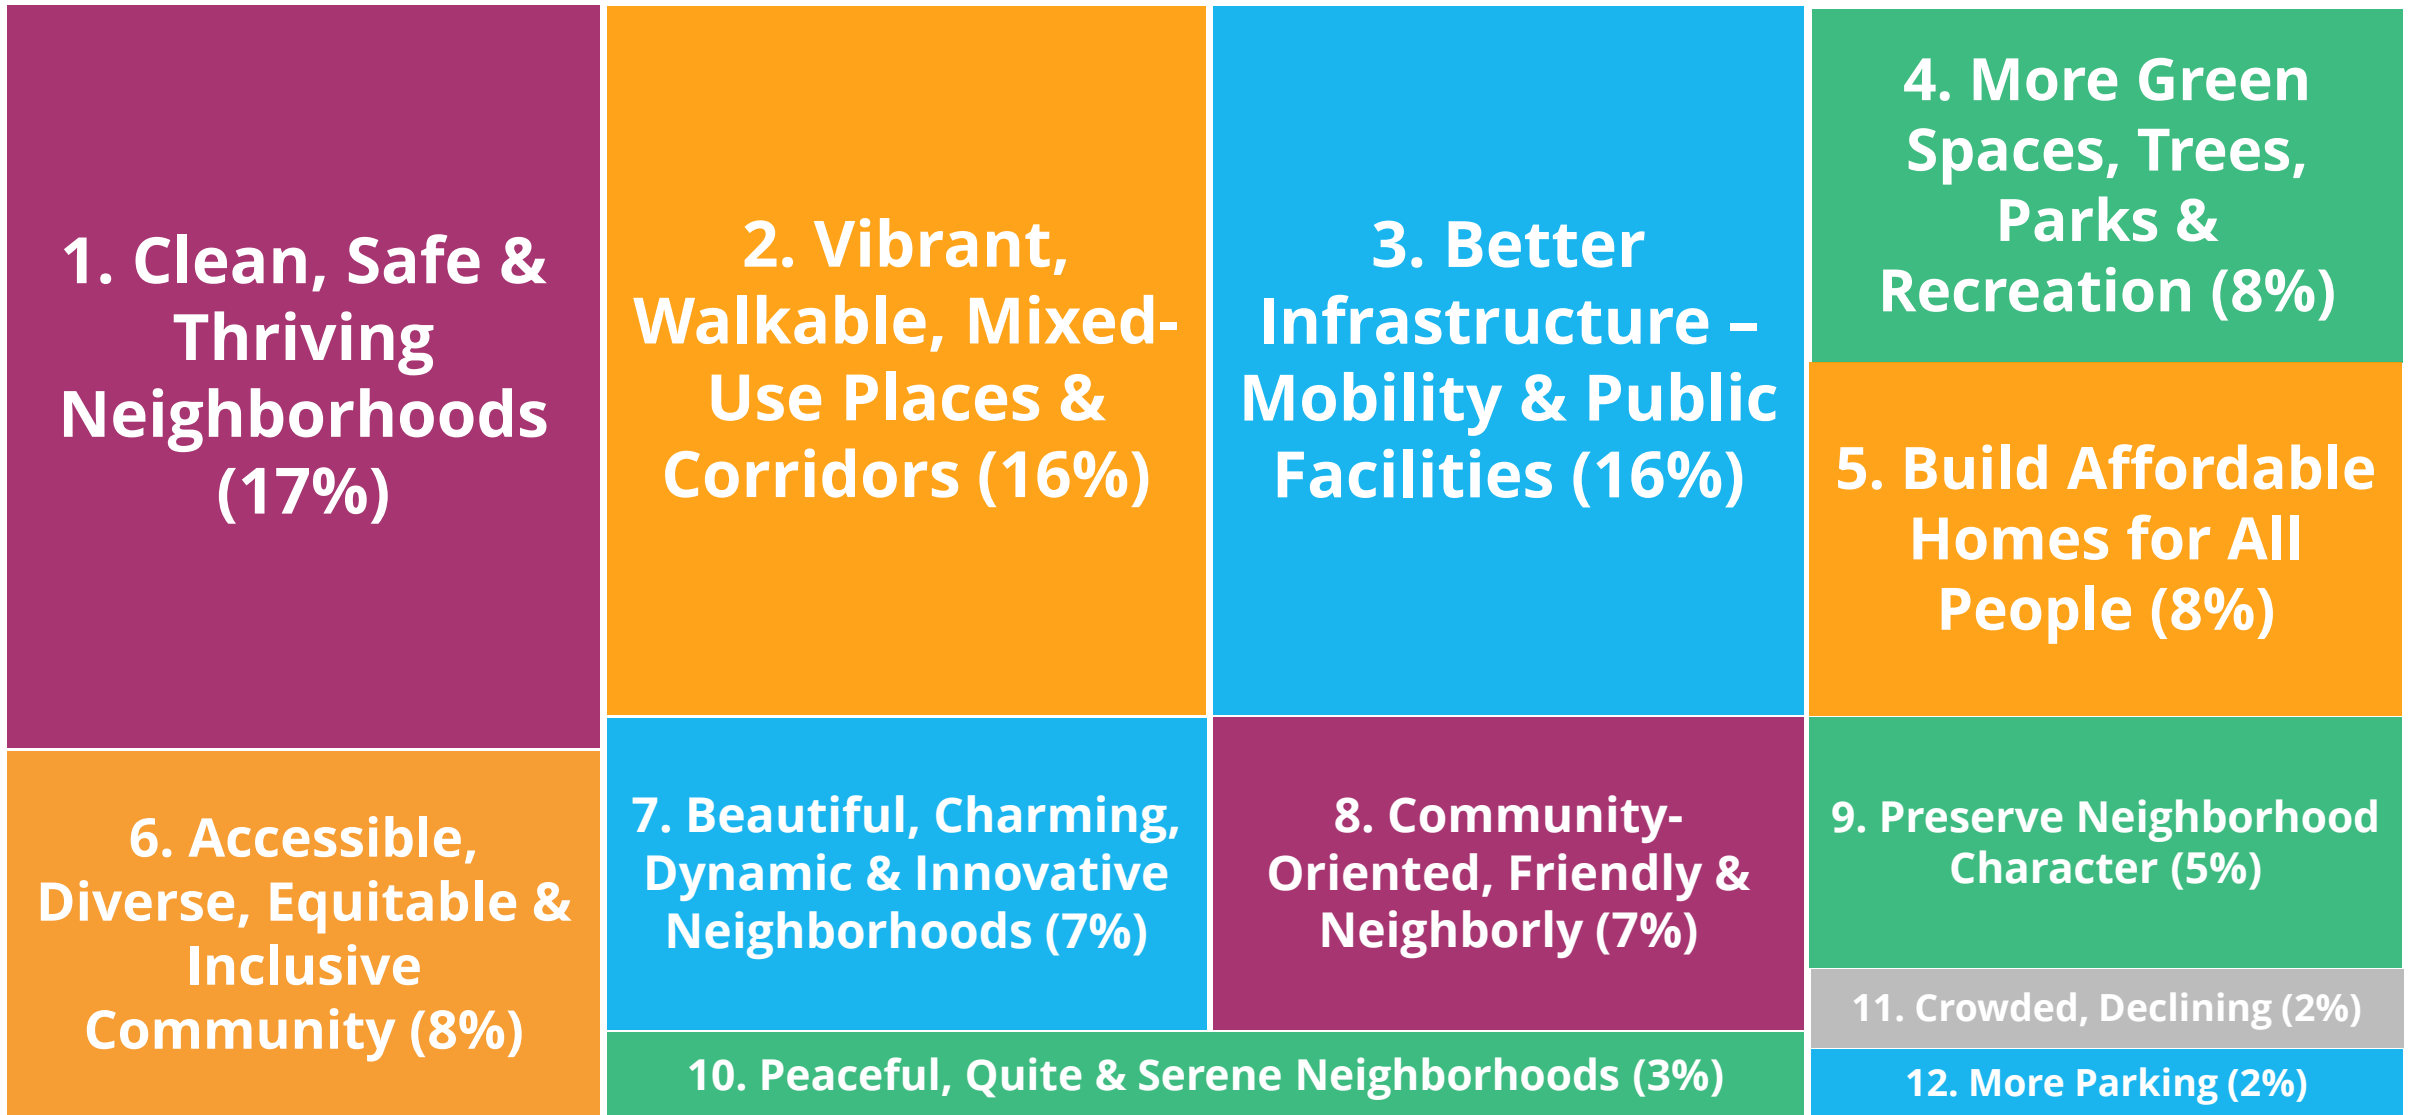 1. Clean, Safe &
Thriving
Neighborhoods
(17%)
2. Vibrant,
Walkable, Mixed-
Use Places &
Corridors (16%)
3. Better
Infrastructure –
Mobility & Public
Facilities (16%)
4. More Green
Spaces, Trees,
Parks &
Recreation (8%)
5. Build Affordable
Homes for All
People (8%)
6. Accessible,
Diverse, Equitable &
Inclusive
Community (8%)
7. Beautiful, Charming,
Dynamic & Innovative
Neighborhoods (7%)
8. Community-
Oriented, Friendly &
Neighborly (7%)
9. Preserve Neighborhood
Character (5%)
10. Peaceful, Quite & Serene Neighborhoods (3%)
11. Crowded, Declining (2%)
12. More Parking (2%)